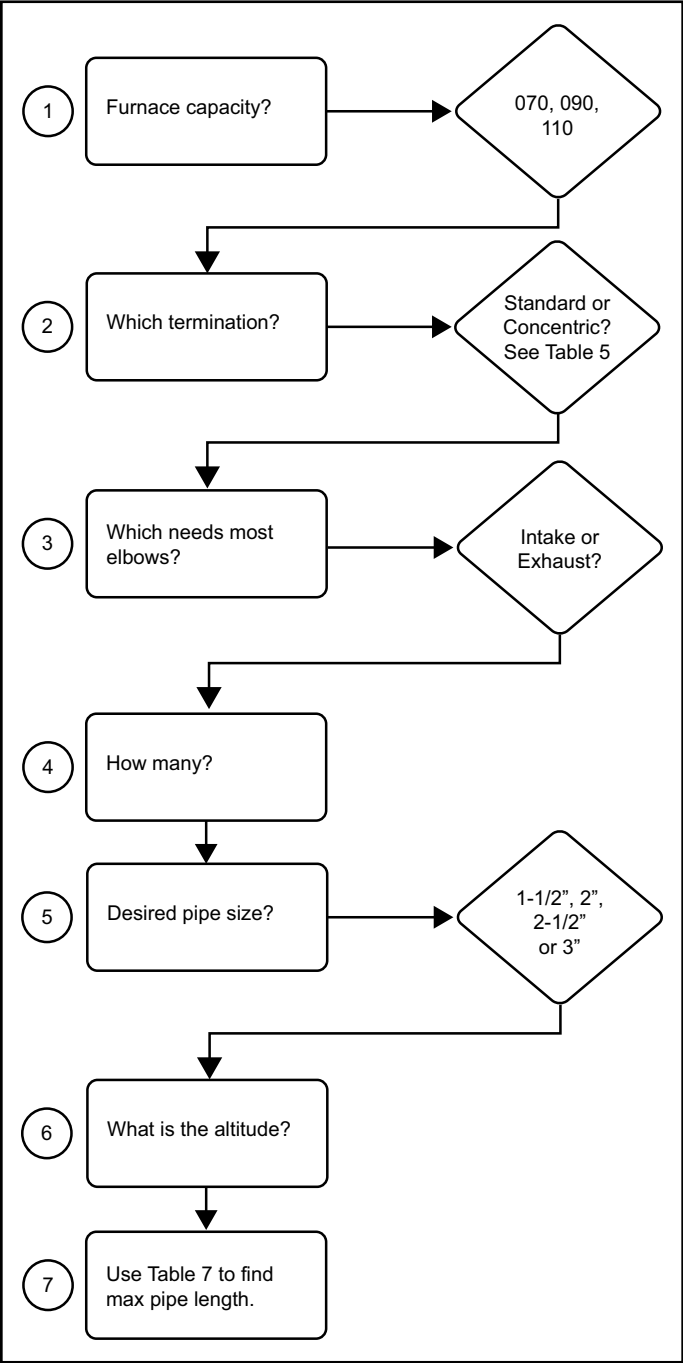 1
Furnace capacity?
070, 090,
110
2
Which termination?
Standard or
Concentric?
See Table 5
3
Which needs most
elbows?
Intake or
Exhaust?
4
How many?
5
Desired pipe size?
1-1/2”, 2”,
2-1/2”
or 3”
6
What is the altitude?
7
Use Table 7 to find
max pipe length.